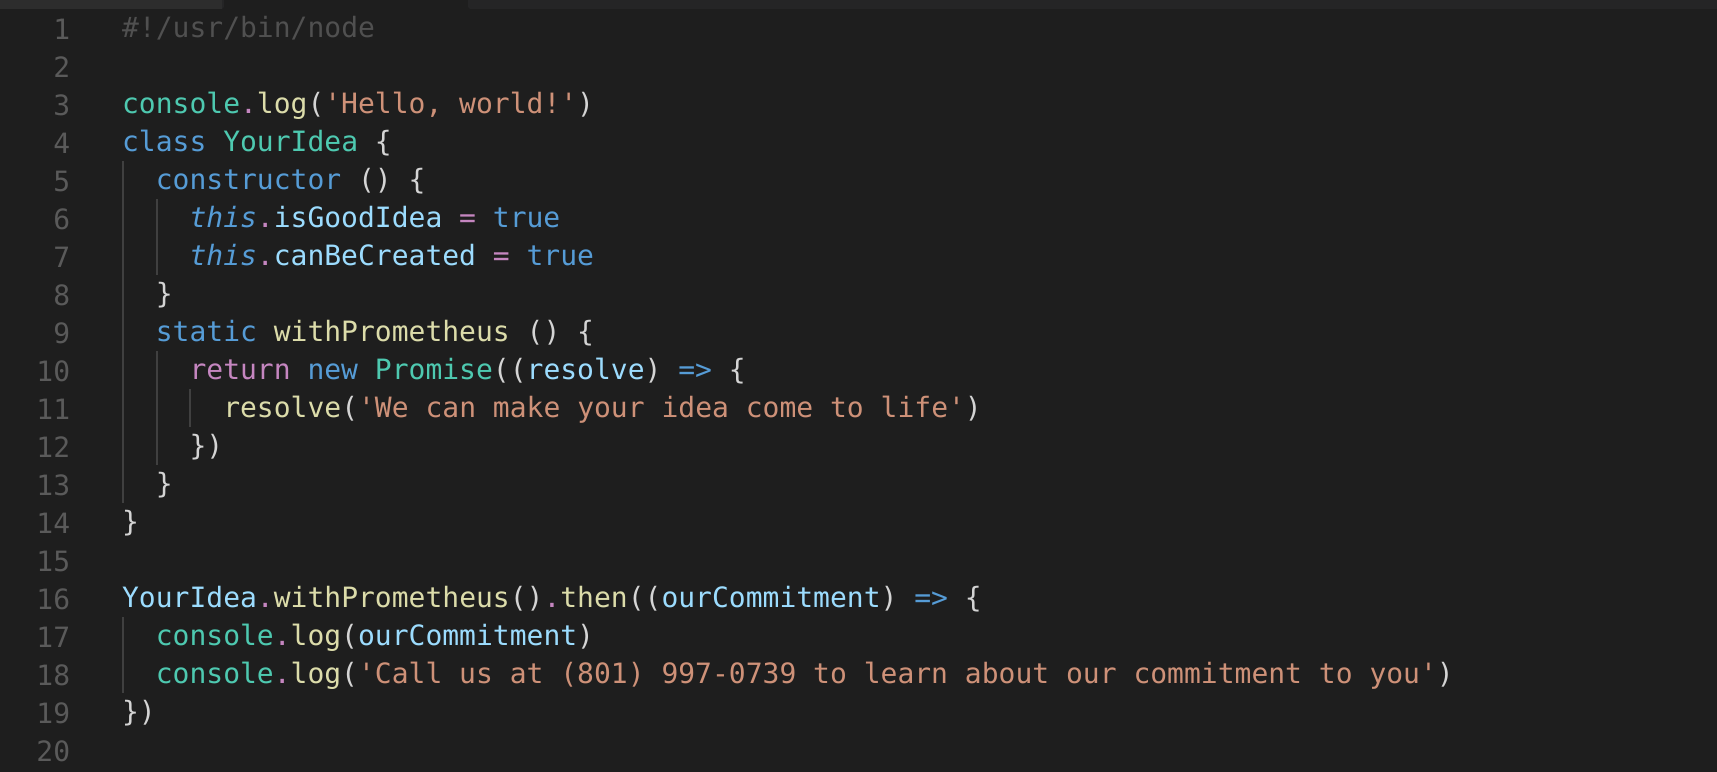 1 #!/usr/bin/node
2
3 console.log('Hello, world!')
4 class YourIdea {
5   constructor () {
6     this.isGoodIdea = true
7     this.canBeCreated = true
8   }
9   static withPrometheus () {
10     return new Promise((resolve) => {
11       resolve('We can make your idea come to life')
12     })
13   }
14 }
15
16 YourIdea.withPrometheus().then((ourCommitment) => {
17   console.log(ourCommitment)
18   console.log('Call us at (801) 997-0739 to learn about our commitment to you')
19 })
20